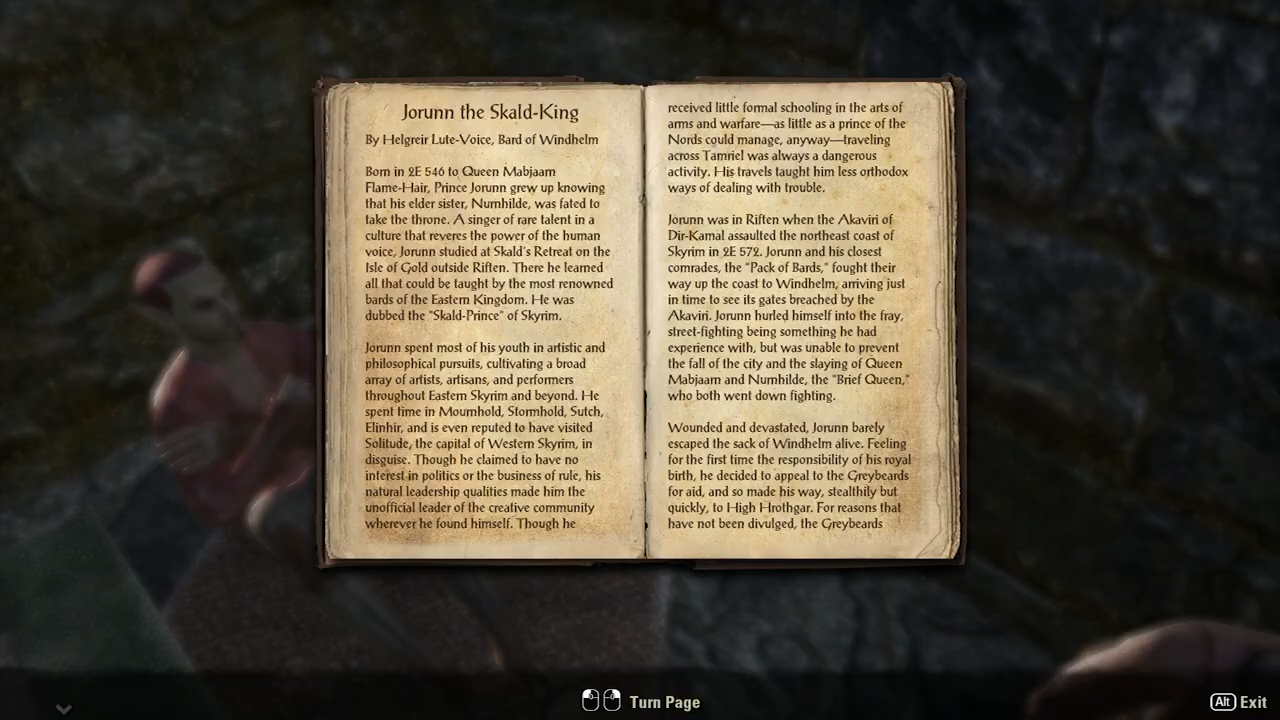 Jorunn the Skald-King
By Helgreir Lute-Voice, Bard of Windhelm
Born in 2E 546 to Queen Mabjaarn
Flame-Hair, Prince Jorunn grew up knowing
that his elder sister, Nurnhilde, was fated to
take the throne. A singer of rare talent in a
culture that reveres the power of the human
voice, Jorunn studied at Skald's Retreat on the
Isle of Gold outside Riften. There he learned
all that could be taught by the most renowned
bards of the Eastern Kingdom. He was
dubbed the "Skald-Prince" of Skyrim.
Jorunn spent most of his youth in artistic and
philosophical pursuits, cultivating a broad
array of artists, artisans, and performers
throughout Eastern Skyrim and beyond. He
spent time in Mournhold, Stormhold, Sutch,
Elinhir, and is even reputed to have visited
Solitude, the capital of Western Skyrim, in
disguise. Though he claimed to have no
interest in politics or the business of rule, his
natural leadership qualities made him the
unofficial leader of the creative community
wherever he found himself. Though he
received little formal schooling in the arts of
arms and warfare—as little as a prince of the
Nords could manage, anyway—traveling
across Tamriel was always a dangerous
activity. His travels taught him less orthodox
ways of dealing with trouble.
Jorunn was in Riften when the Akaviri of
Dir-Kamal assaulted the northeast coast of
Skyrim in 2E 572. Jorunn and his closest
comrades, the "Pack of Bards," fought their
way up the coast to Windhelm, arriving just
in time to see its gates breached by the
Akaviri. Jorunn hurled himself into the fray,
street-fighting being something he had
experience with, but was unable to prevent
the fall of the city and the slaying of Queen
Mabjaarn and Nurnhilde, the "Brief Queen,"
who both went down fighting.
Wounded and devastated, Jorunn barely
escaped the sack of Windhelm alive. Feeling
for the first time the responsibility of his royal
birth, he decided to appeal to the Greybeards
for aid, and so made his way, stealthily but
quickly, to High Hrothgar. For reasons that
have not been divulged, the Greybeards
Turn Page
Alt Exit